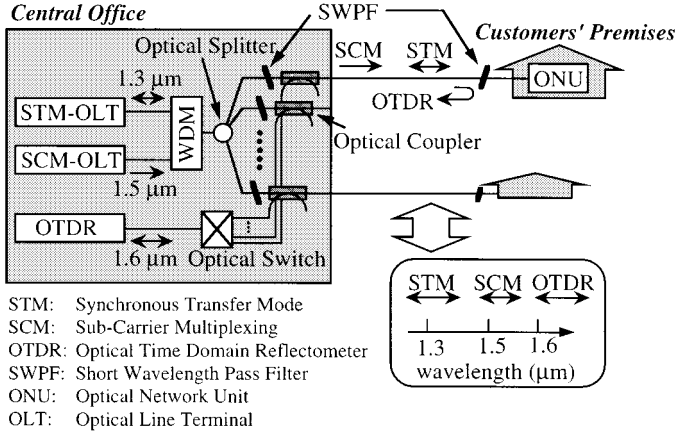 Central Office
SWPF
Customers' Premises
Optical Splitter
SCM STM
1.3 μm
ONU
OTDR
STM-OLT
WDM
Optical Coupler
SCM-OLT
1.5 μm
OTDR
1.6 μm
Optical Switch
STM SCM OTDR
1.3 1.5 1.6
wavelength (μm)
STM: Synchronous Transfer Mode
SCM: Sub-Carrier Multiplexing
OTDR: Optical Time Domain Reflectometer
SWPF: Short Wavelength Pass Filter
ONU: Optical Network Unit
OLT: Optical Line Terminal